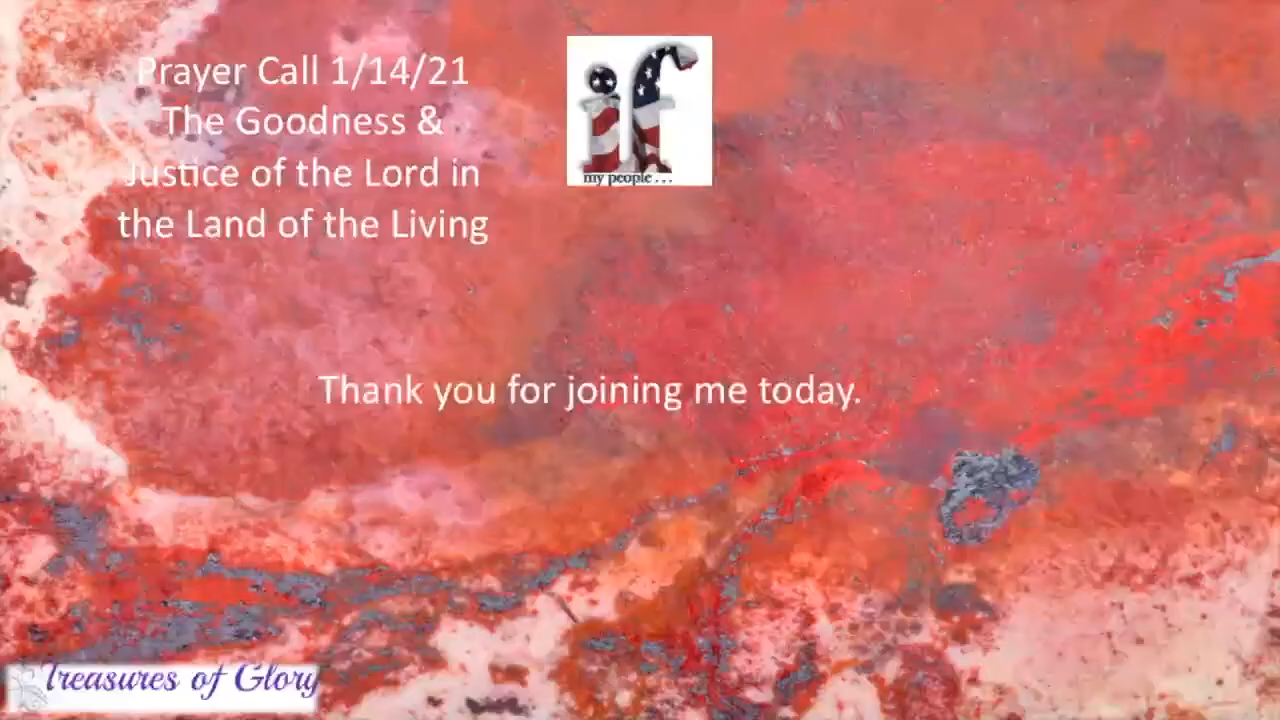 Prayer Call 1/14/21
The Goodness &
Justice of the Lord in
the Land of the Living
if
my people . . .
Thank you for joining me today.
Treasures of Glory